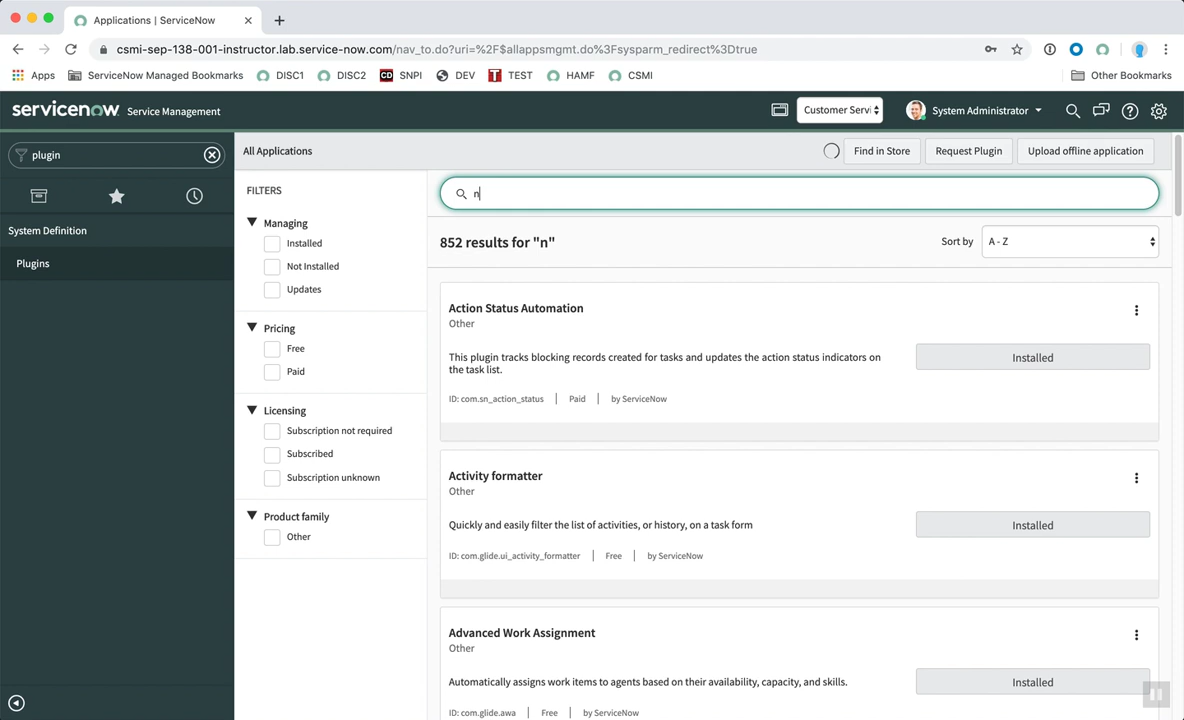 Applications | ServiceNow
csmi-sep-138-001-instructor.lab.service-now.com/nav_to.do?uri=%2F$allappsmgmt.do%3Fsysparm_redirect%3Dtrue
Apps
ServiceNow Managed Bookmarks
DISC1
DISC2
CD SNPI
DEV
T TEST
HAMF
CSMI
Other Bookmarks
servicenow Service Management
Customer Servi
System Administrator
plugin
System Definition
Plugins
All Applications
Find in Store
Request Plugin
Upload offline application
FILTERS
Managing
Installed
Not Installed
Updates
Pricing
Free
Paid
Licensing
Subscription not required
Subscribed
Subscription unknown
Product family
Other
n
852 results for "n"
Sort by
A - Z
Action Status Automation
Other
This plugin tracks blocking records created for tasks and updates the action status indicators on
the task list.
Installed
ID: com.sn_action_status | Paid | by ServiceNow
Activity formatter
Other
Quickly and easily filter the list of activities, or history, on a task form
Installed
ID: com.glide.ui_activity_formatter | Free | by ServiceNow
Advanced Work Assignment
Other
Automatically assigns work items to agents based on their availability, capacity, and skills.
Installed
ID: com.glide.awa | Free | by ServiceNow